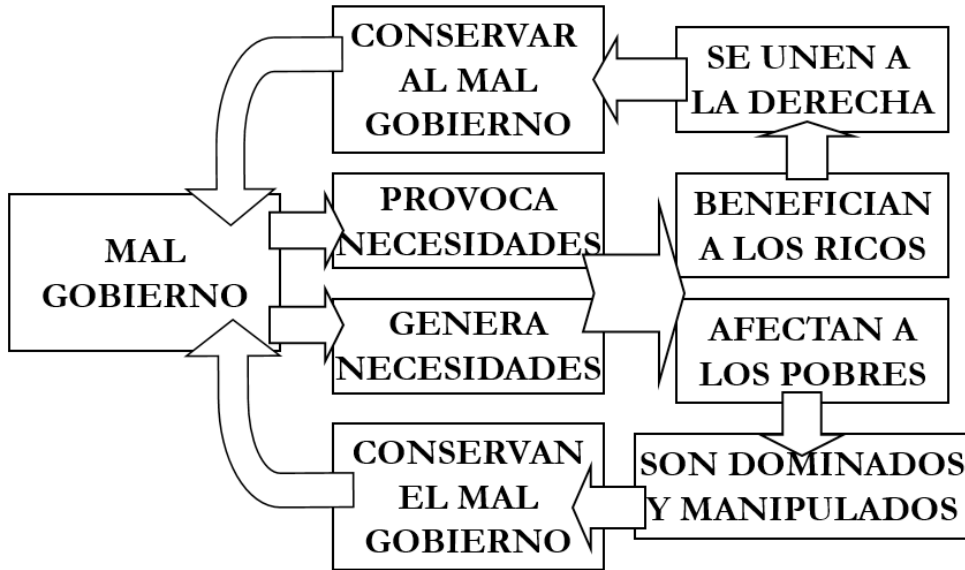 CONSERVAR
AL MAL
GOBIERNO
SE UNEN A
LA DERECHA
MAL
GOBIERNO
PROVOCA
NECESIDADES
GENERA
NECESIDADES
BENEFICIAN
A LOS RICOS
AFECTAN A
LOS POBRES
CONSERVAN
EL MAL
GOBIERNO
SON DOMINADOS
Y MANIPULADOS